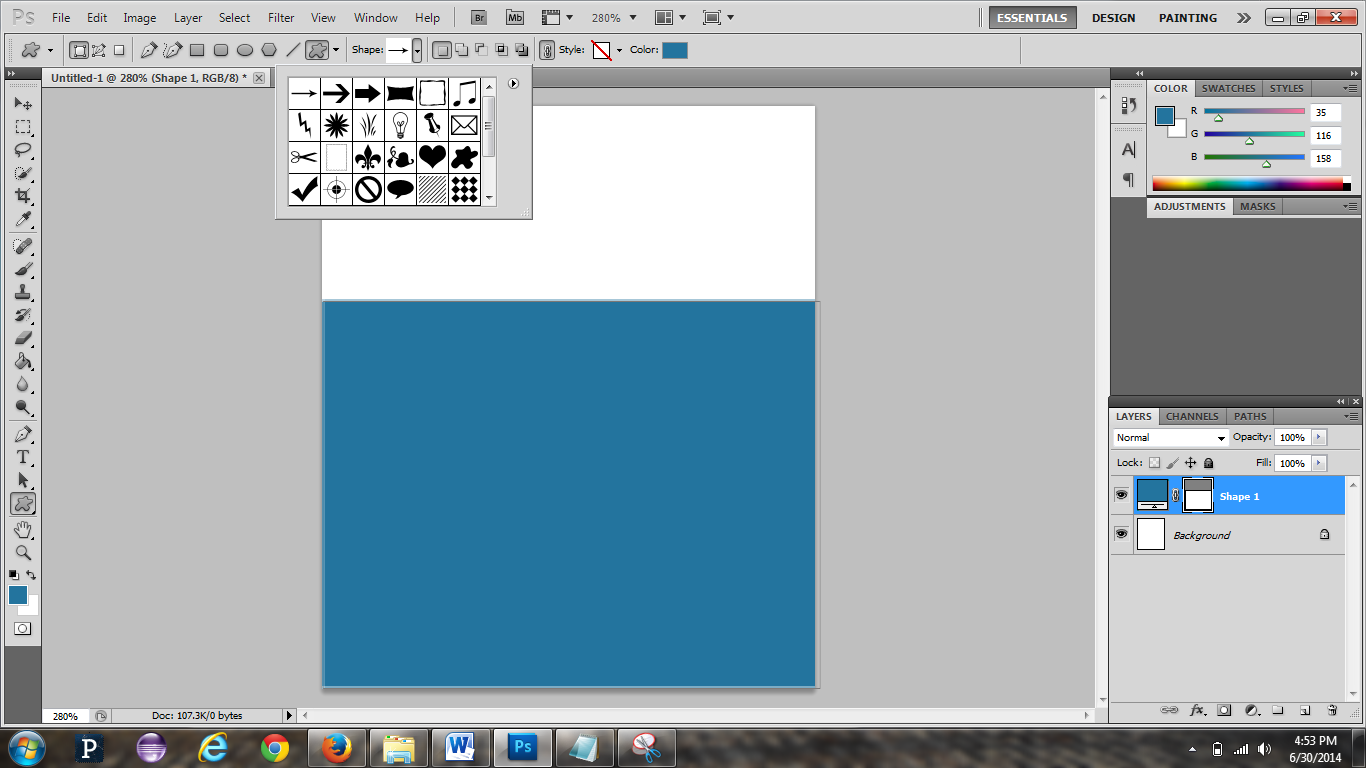 Ps File Edit Image Layer Select Filter View Window Help Br Mb 280% ESSENTIALS DESIGN PAINTING
Shape: Style: Color:
Untitled-1 @ 280% (Shape 1, RGB/8) *
COLOR SWATCHES STYLES
R 35
G 116
B 158
A
ADJUSTMENTS MASKS
LAYERS CHANNELS PATHS
Normal Opacity: 100%
Lock: Fill: 100%
Shape 1
Background
T
280% Doc: 107.3K/0 bytes
fx
P W Ps
4:53 PM
6/30/2014